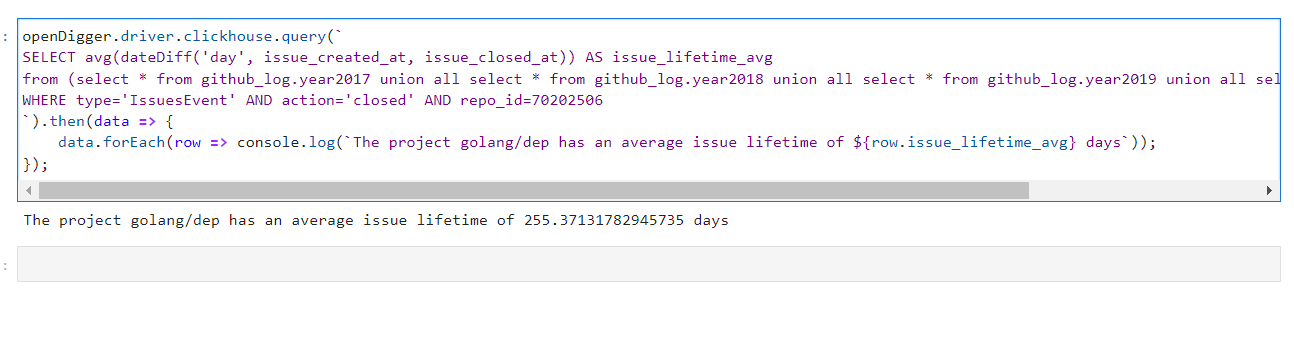 :
openDigger.driver.clickhouse.query(`
SELECT avg(dateDiff('day', issue_created_at, issue_closed_at)) AS issue_lifetime_avg
from (select * from github_log.year2017 union all select * from github_log.year2018 union all select * from github_log.year2019 union all sel
WHERE type='IssuesEvent' AND action='closed' AND repo_id=70202506
`).then(data => {
    data.forEach(row => console.log(`The project golang/dep has an average issue lifetime of ${row.issue_lifetime_avg} days`));
});
The project golang/dep has an average issue lifetime of 255.37131782945735 days
: